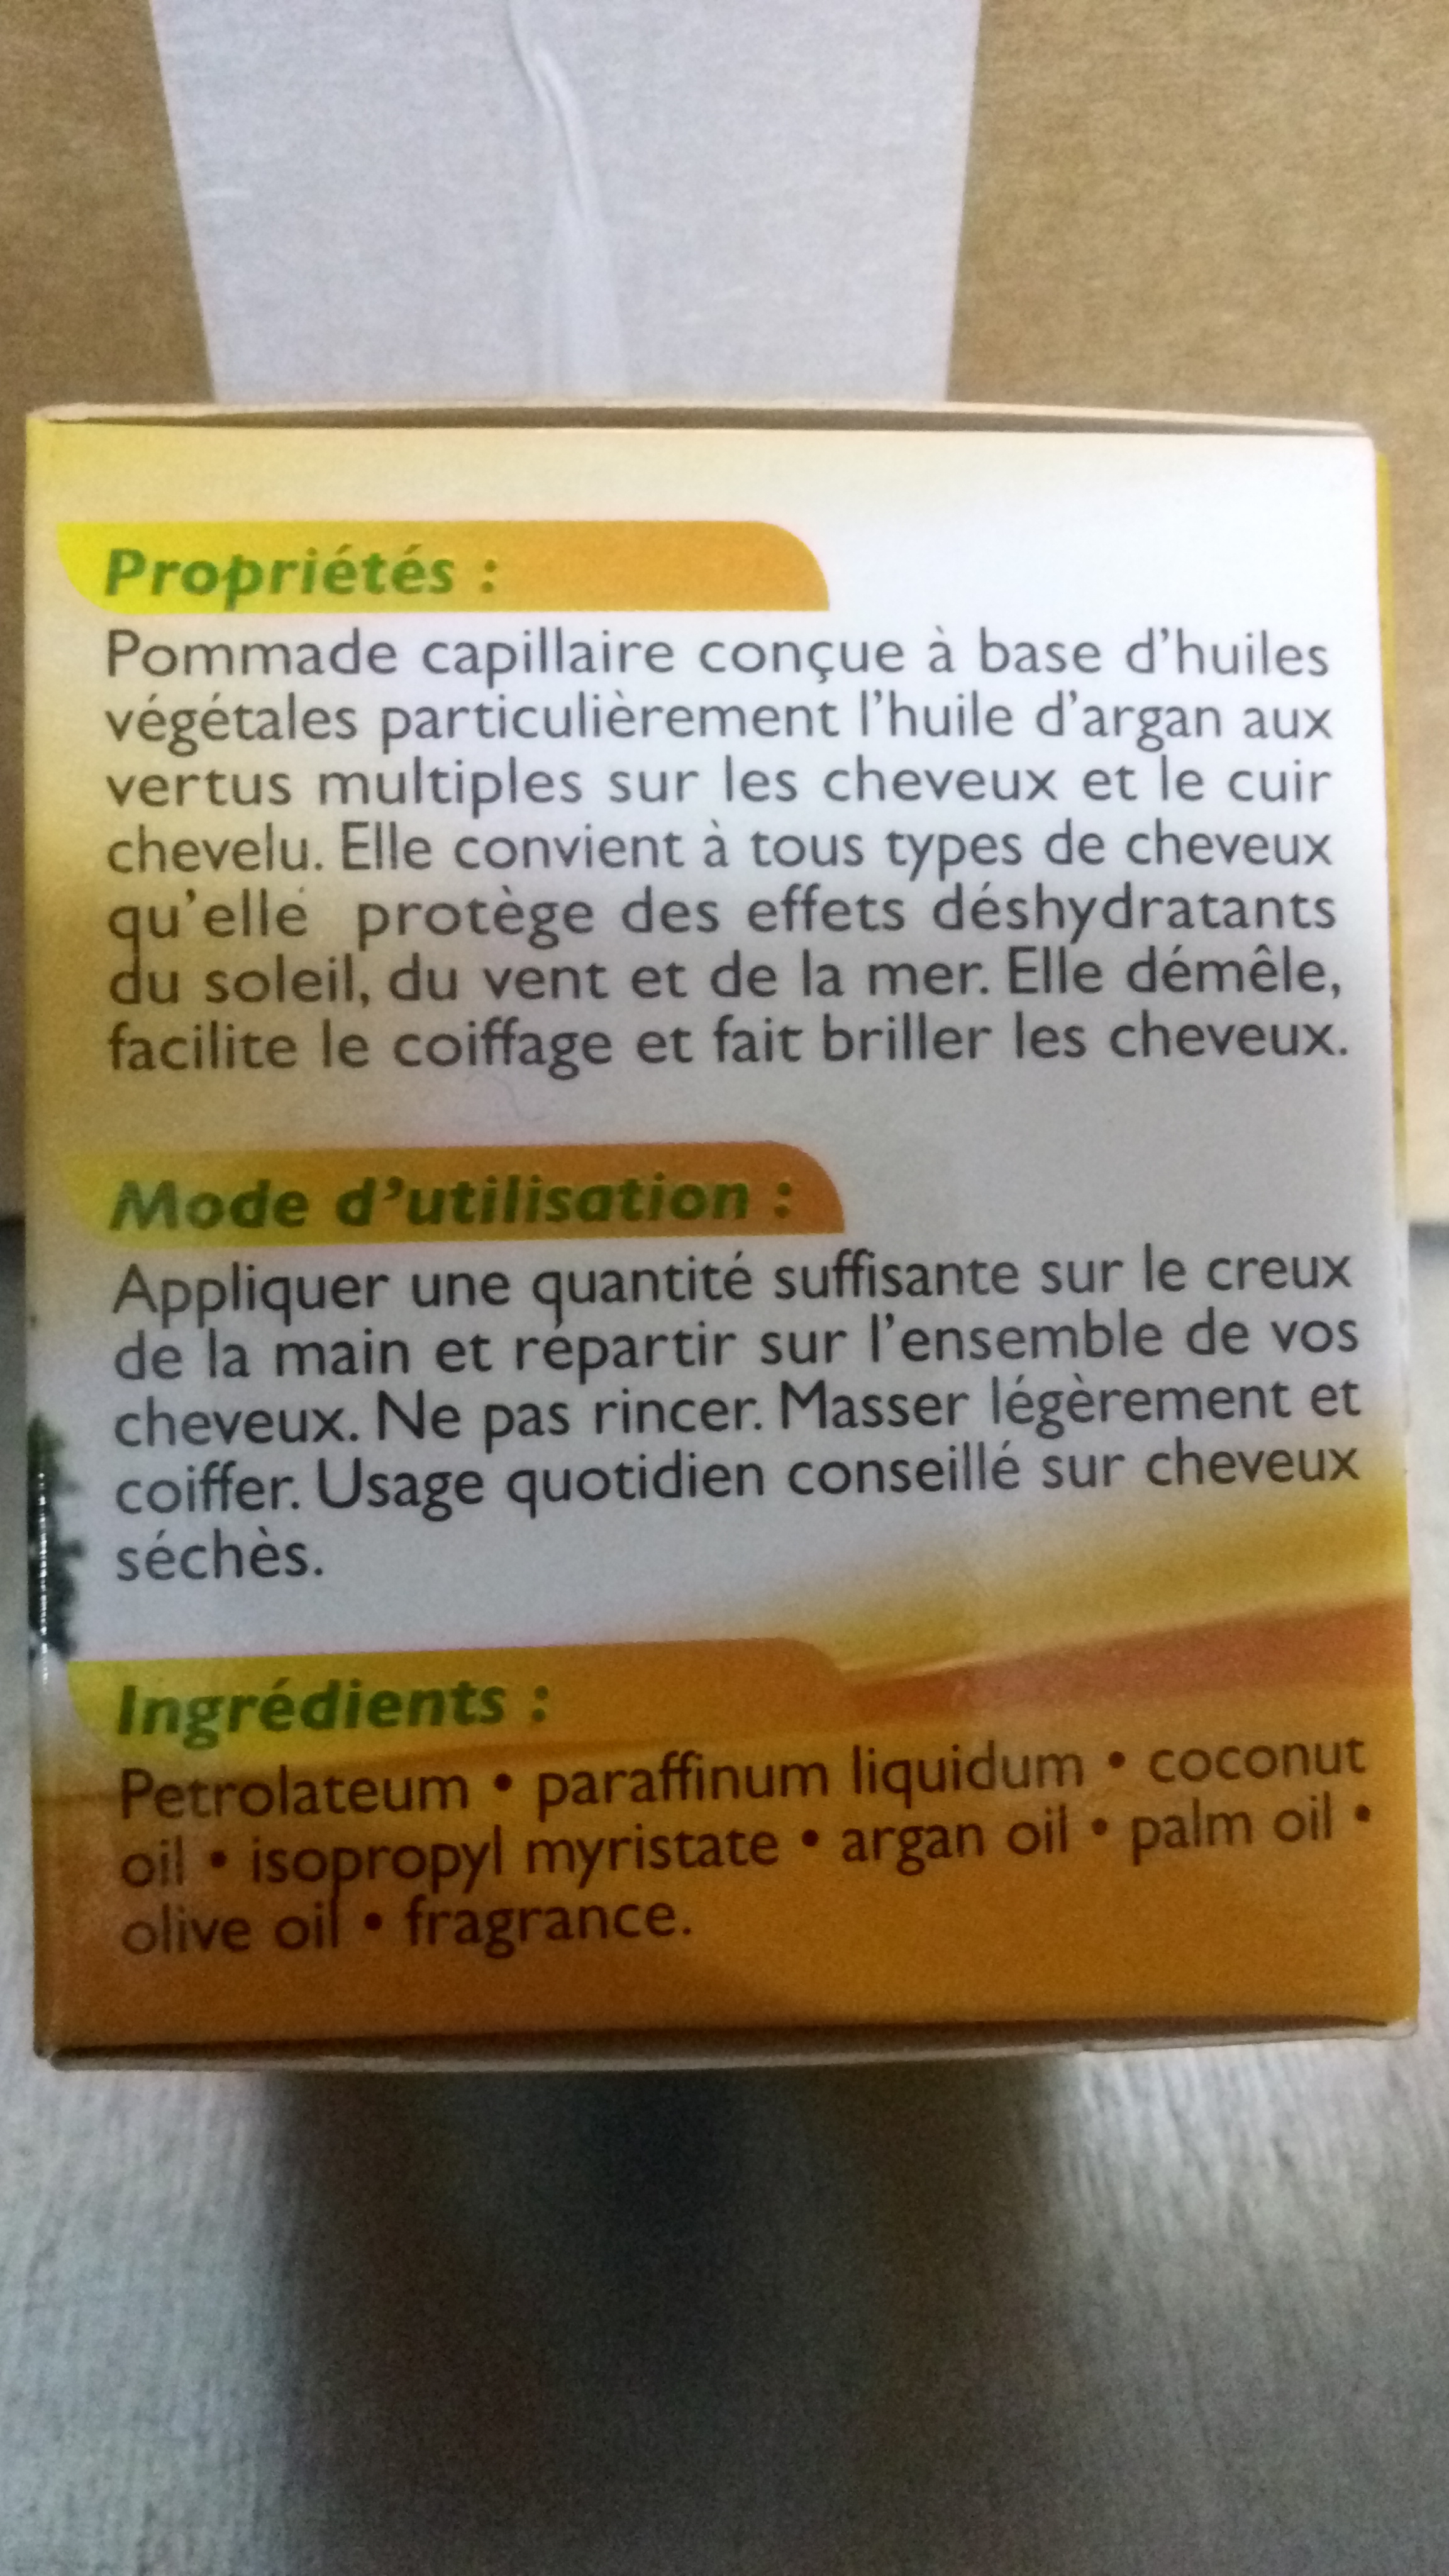 Propriétés :
Pommade capillaire conçue à base d'huiles
végétales particulièrement l'huile d'argan aux
vertus multiples sur les cheveux et le cuir
chevelu. Elle convient à tous types de cheveux
qu'elle protège des effets déshydratants
du soleil, du vent et de la mer. Elle démêle,
facilite le coiffage et fait briller les cheveux.
Mode d'utilisation :
Appliquer une quantité suffisante sur le creux
de la main et répartir sur l'ensemble de vos
cheveux. Ne pas rincer. Masser légèrement et
coiffer. Usage quotidien conseillé sur cheveux
séchès.
Ingrédients :
Petrolateum • paraffinum liquidum • coconut
oil • isopropyl myristate • argan oil • palm oil •
olive oil • fragrance.